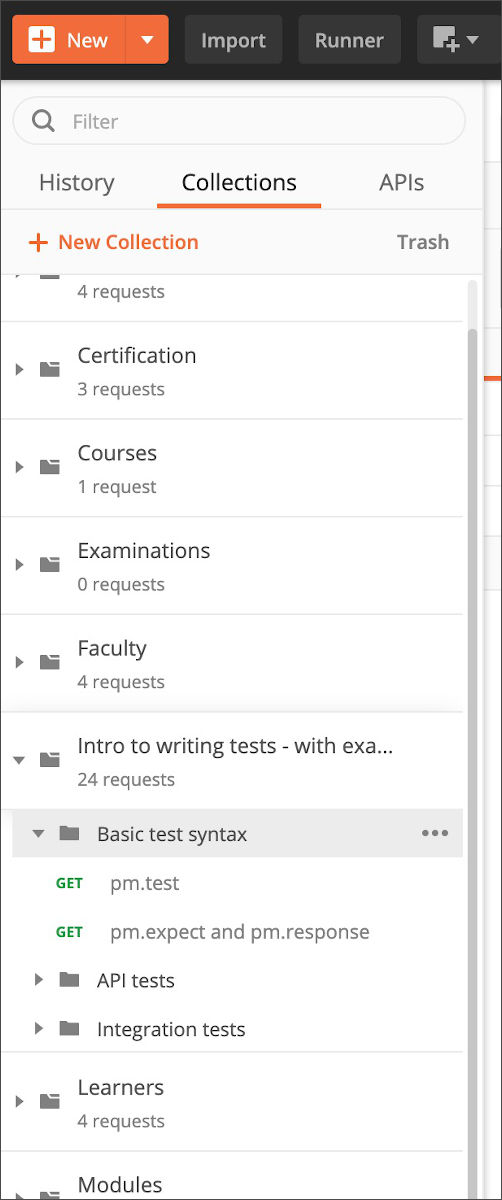 New
Import
Runner
Filter
History
Collections
APIs
New Collection
Trash
4 requests
Certification
3 requests
Courses
1 request
Examinations
0 requests
Faculty
4 requests
Intro to writing tests - with exa...
24 requests
Basic test syntax
GET pm.test
GET pm.expect and pm.response
API tests
Integration tests
Learners
4 requests
Modules